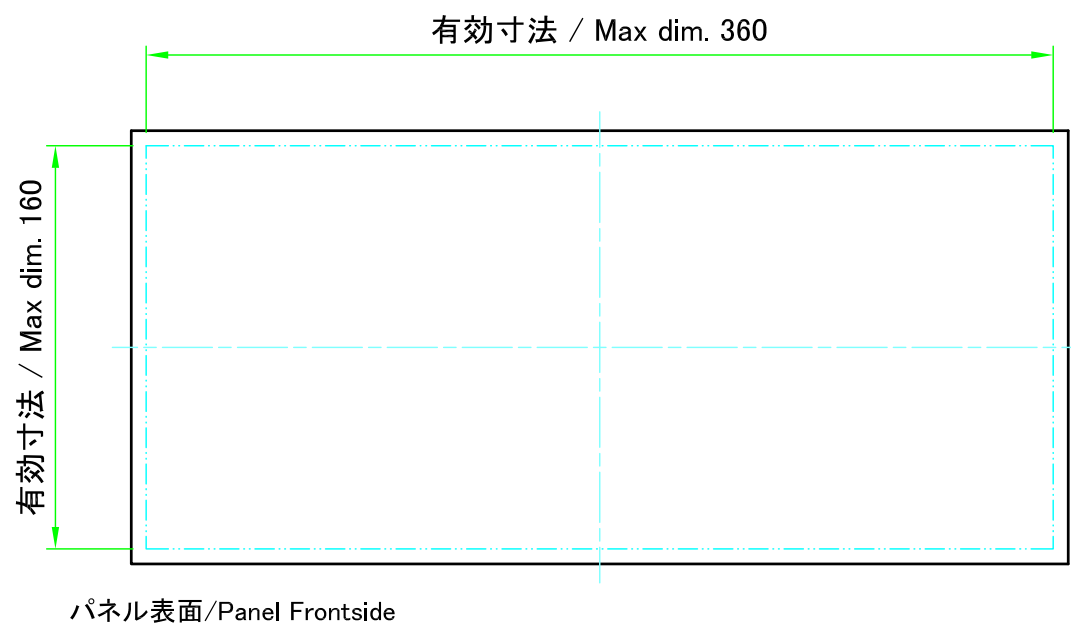 有効寸法 / Max dim. 360
有効寸法 / Max dim. 160
パネル表面/Panel Frontside